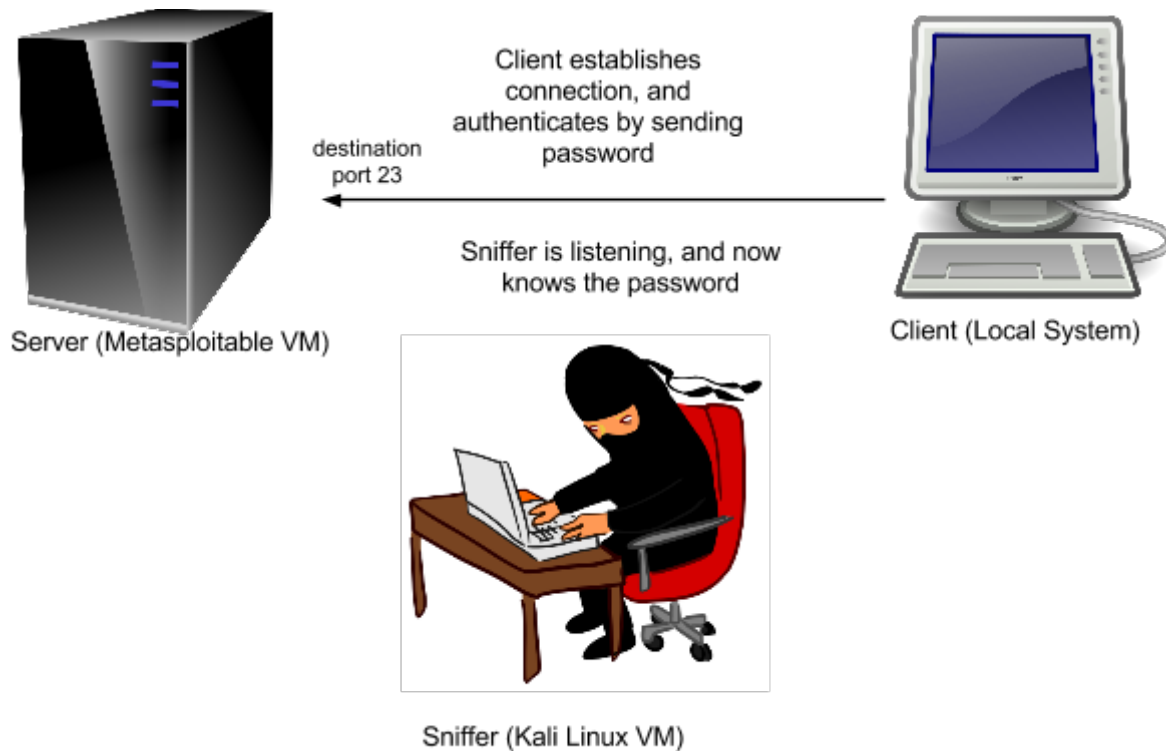 Client establishes
connection, and
authenticates by sending
password
destination
port 23
Sniffer is listening, and now
knows the password
Server (Metasploitable VM)
Client (Local System)
Sniffer (Kali Linux VM)